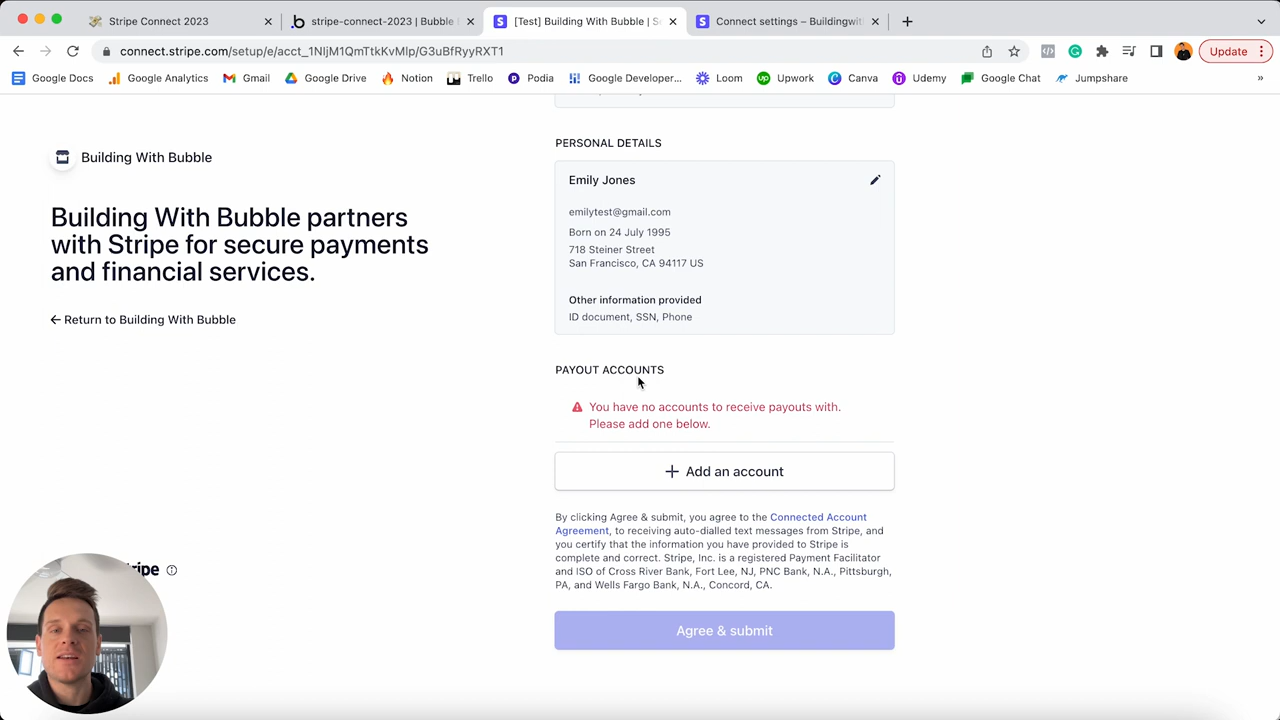 Stripe Connect 2023
stripe-connect-2023 | Bubble
[Test] Building With Bubble | S
Connect settings – Buildingwit
connect.stripe.com/setup/e/acct_1NIjM1QmTtkKvMlp/G3uBfRyyRXT1
Update
Google Docs
Google Analytics
Gmail
Google Drive
Notion
Trello
Podia
Google Developer...
Loom
Upwork
Canva
Udemy
Google Chat
Jumpshare
»
Building With Bubble
Building With Bubble partners
with Stripe for secure payments
and financial services.
← Return to Building With Bubble
PERSONAL DETAILS
Emily Jones
emilytest@gmail.com
Born on 24 July 1995
718 Steiner Street
San Francisco, CA 94117 US
Other information provided
ID document, SSN, Phone
PAYOUT ACCOUNTS
You have no accounts to receive payouts with.
Please add one below.
+ Add an account
By clicking Agree & submit, you agree to the Connected Account
Agreement, to receiving auto-dialled text messages from Stripe, and
you certify that the information you have provided to Stripe is
complete and correct. Stripe, Inc. is a registered Payment Facilitator
and ISO of Cross River Bank, Fort Lee, NJ, PNC Bank, N.A., Pittsburgh,
PA, and Wells Fargo Bank, N.A., Concord, CA.
Agree & submit